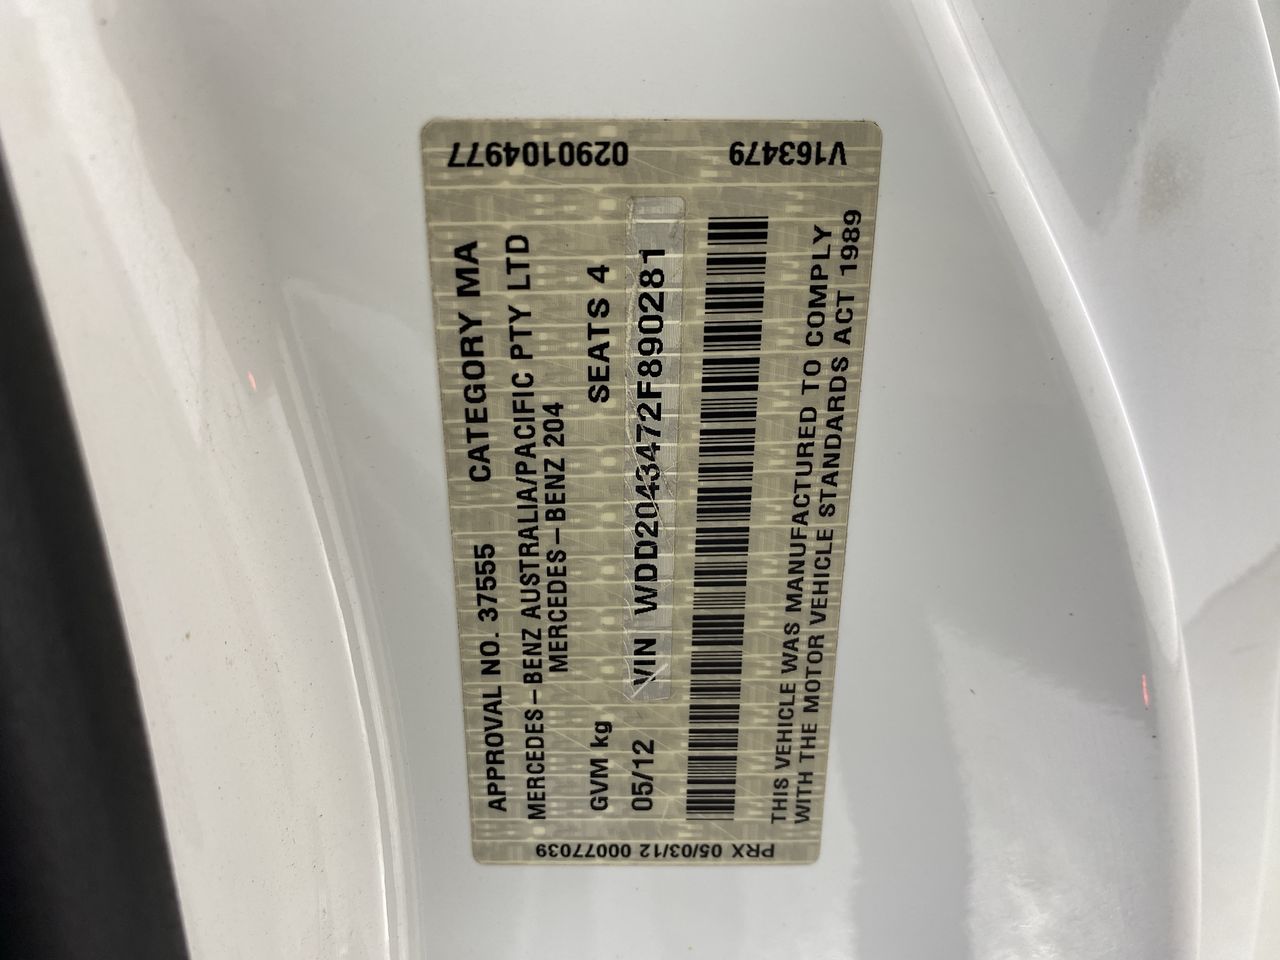 0290104977 V163479
APPROVAL NO. 37555 CATEGORY MA
MERCEDES-BENZ AUSTRALIA/PACIFIC PTY LTD
MERCEDES-BENZ 204
GVM kg SEATS 4
05/12 VIN WDD2043472F890281
THIS VEHICLE WAS MANUFACTURED TO COMPLY
WITH THE MOTOR VEHICLE STANDARDS ACT 1989
PRX 05/03/12 00077039